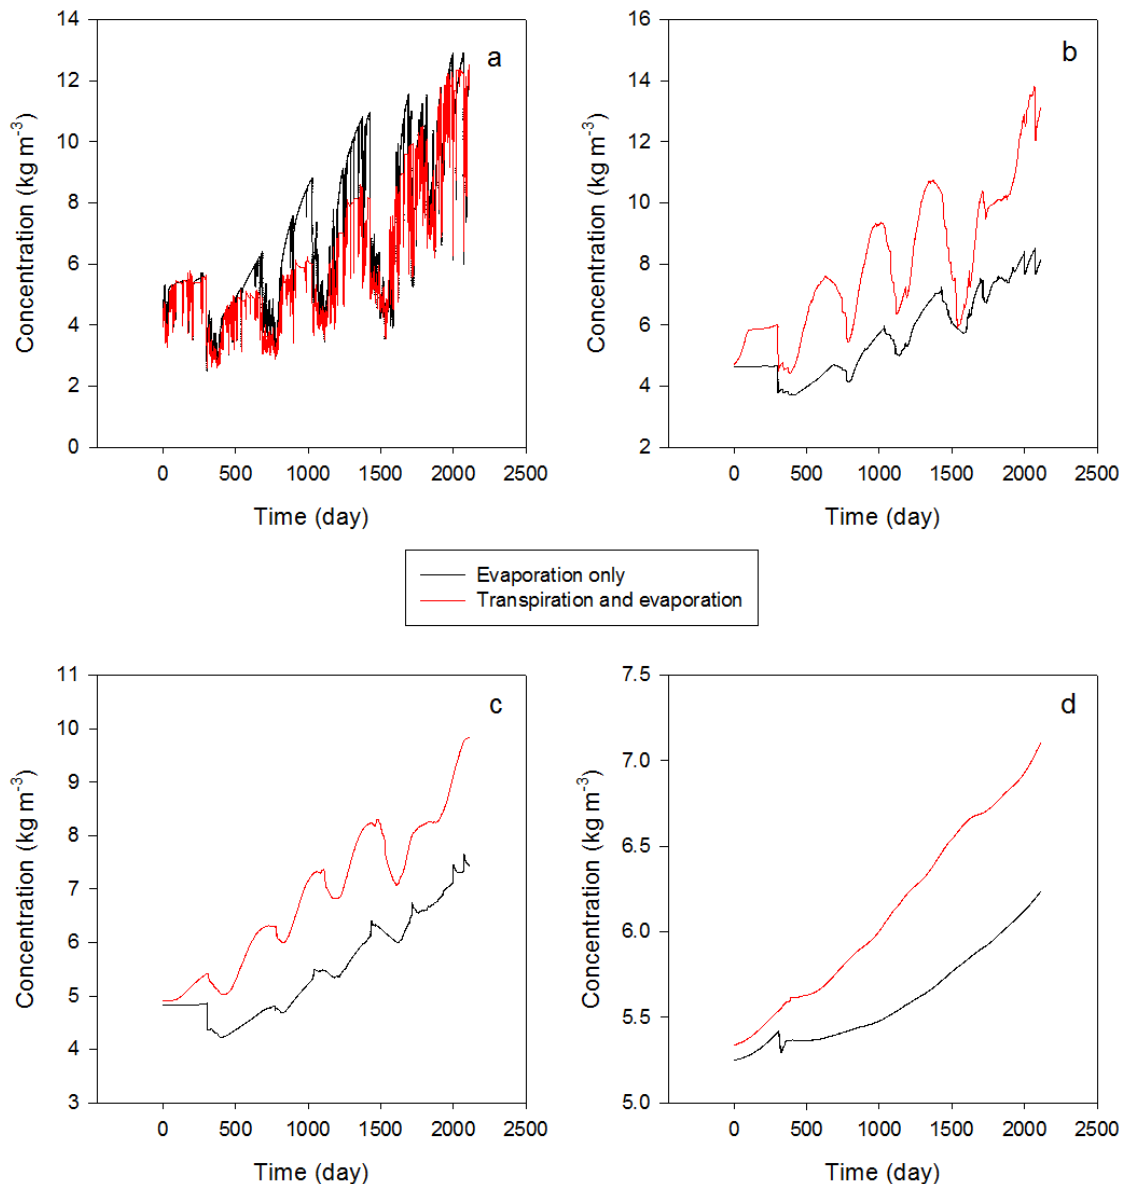 a
14
12
10
8
6
4
2
0
Concentration (kg m-3)
0 500 1000 1500 2000 2500
Time (day)
b
16
14
12
10
8
6
4
2
Concentration (kg m-3)
0 500 1000 1500 2000 2500
Time (day)
Evaporation only
Transpiration and evaporation
c
11
10
9
8
7
6
5
4
3
Concentration (kg m-3)
0 500 1000 1500 2000 2500
Time (day)
d
7.5
7.0
6.5
6.0
5.5
5.0
Concentration (kg m-3)
0 500 1000 1500 2000 2500
Time (day)